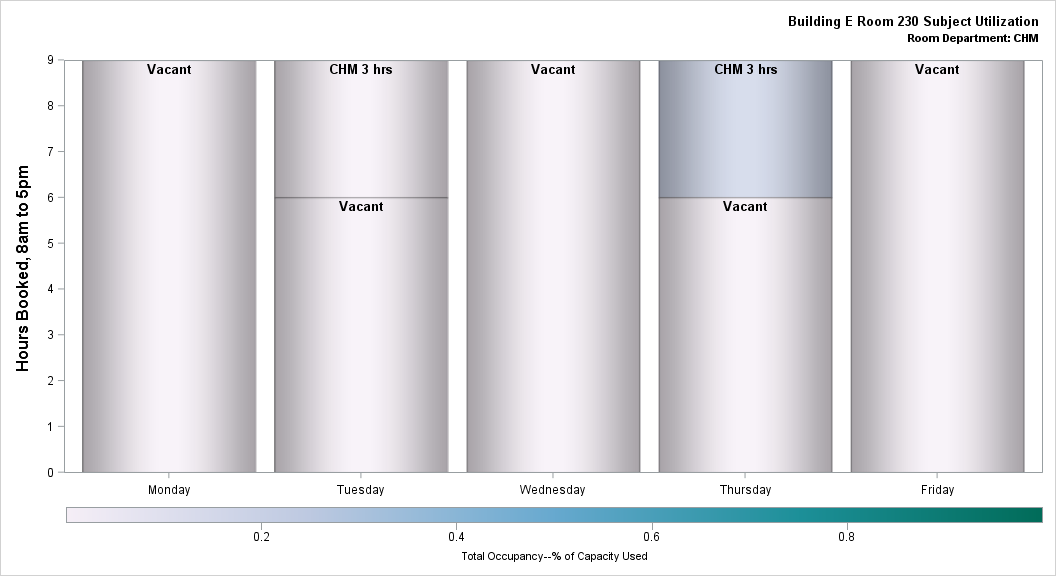 Building E Room 230 Subject Utilization
Room Department: CHM
Hours Booked, 8am to 5pm
9
8
7
6
5
4
3
2
1
0
Vacant
CHM 3 hrs
Vacant
CHM 3 hrs
Vacant
Vacant
Vacant
Monday
Tuesday
Wednesday
Thursday
Friday
0.2
0.4
0.6
0.8
Total Occupancy--% of Capacity Used